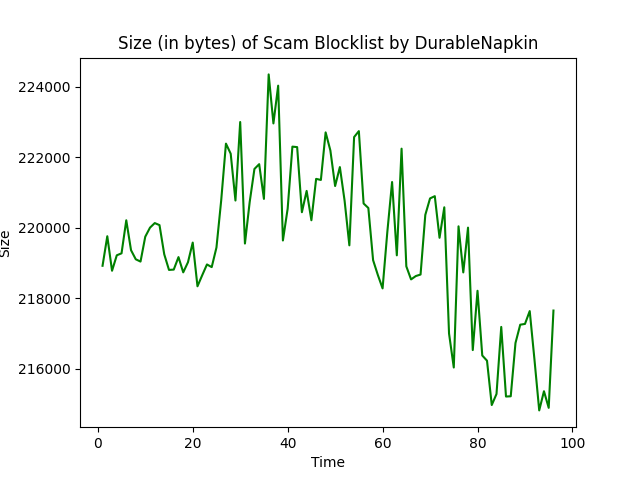 Size (in bytes) of Scam Blocklist by DurableNapkin
224000
222000
220000
218000
216000
Size
0 20 40 60 80 100
Time